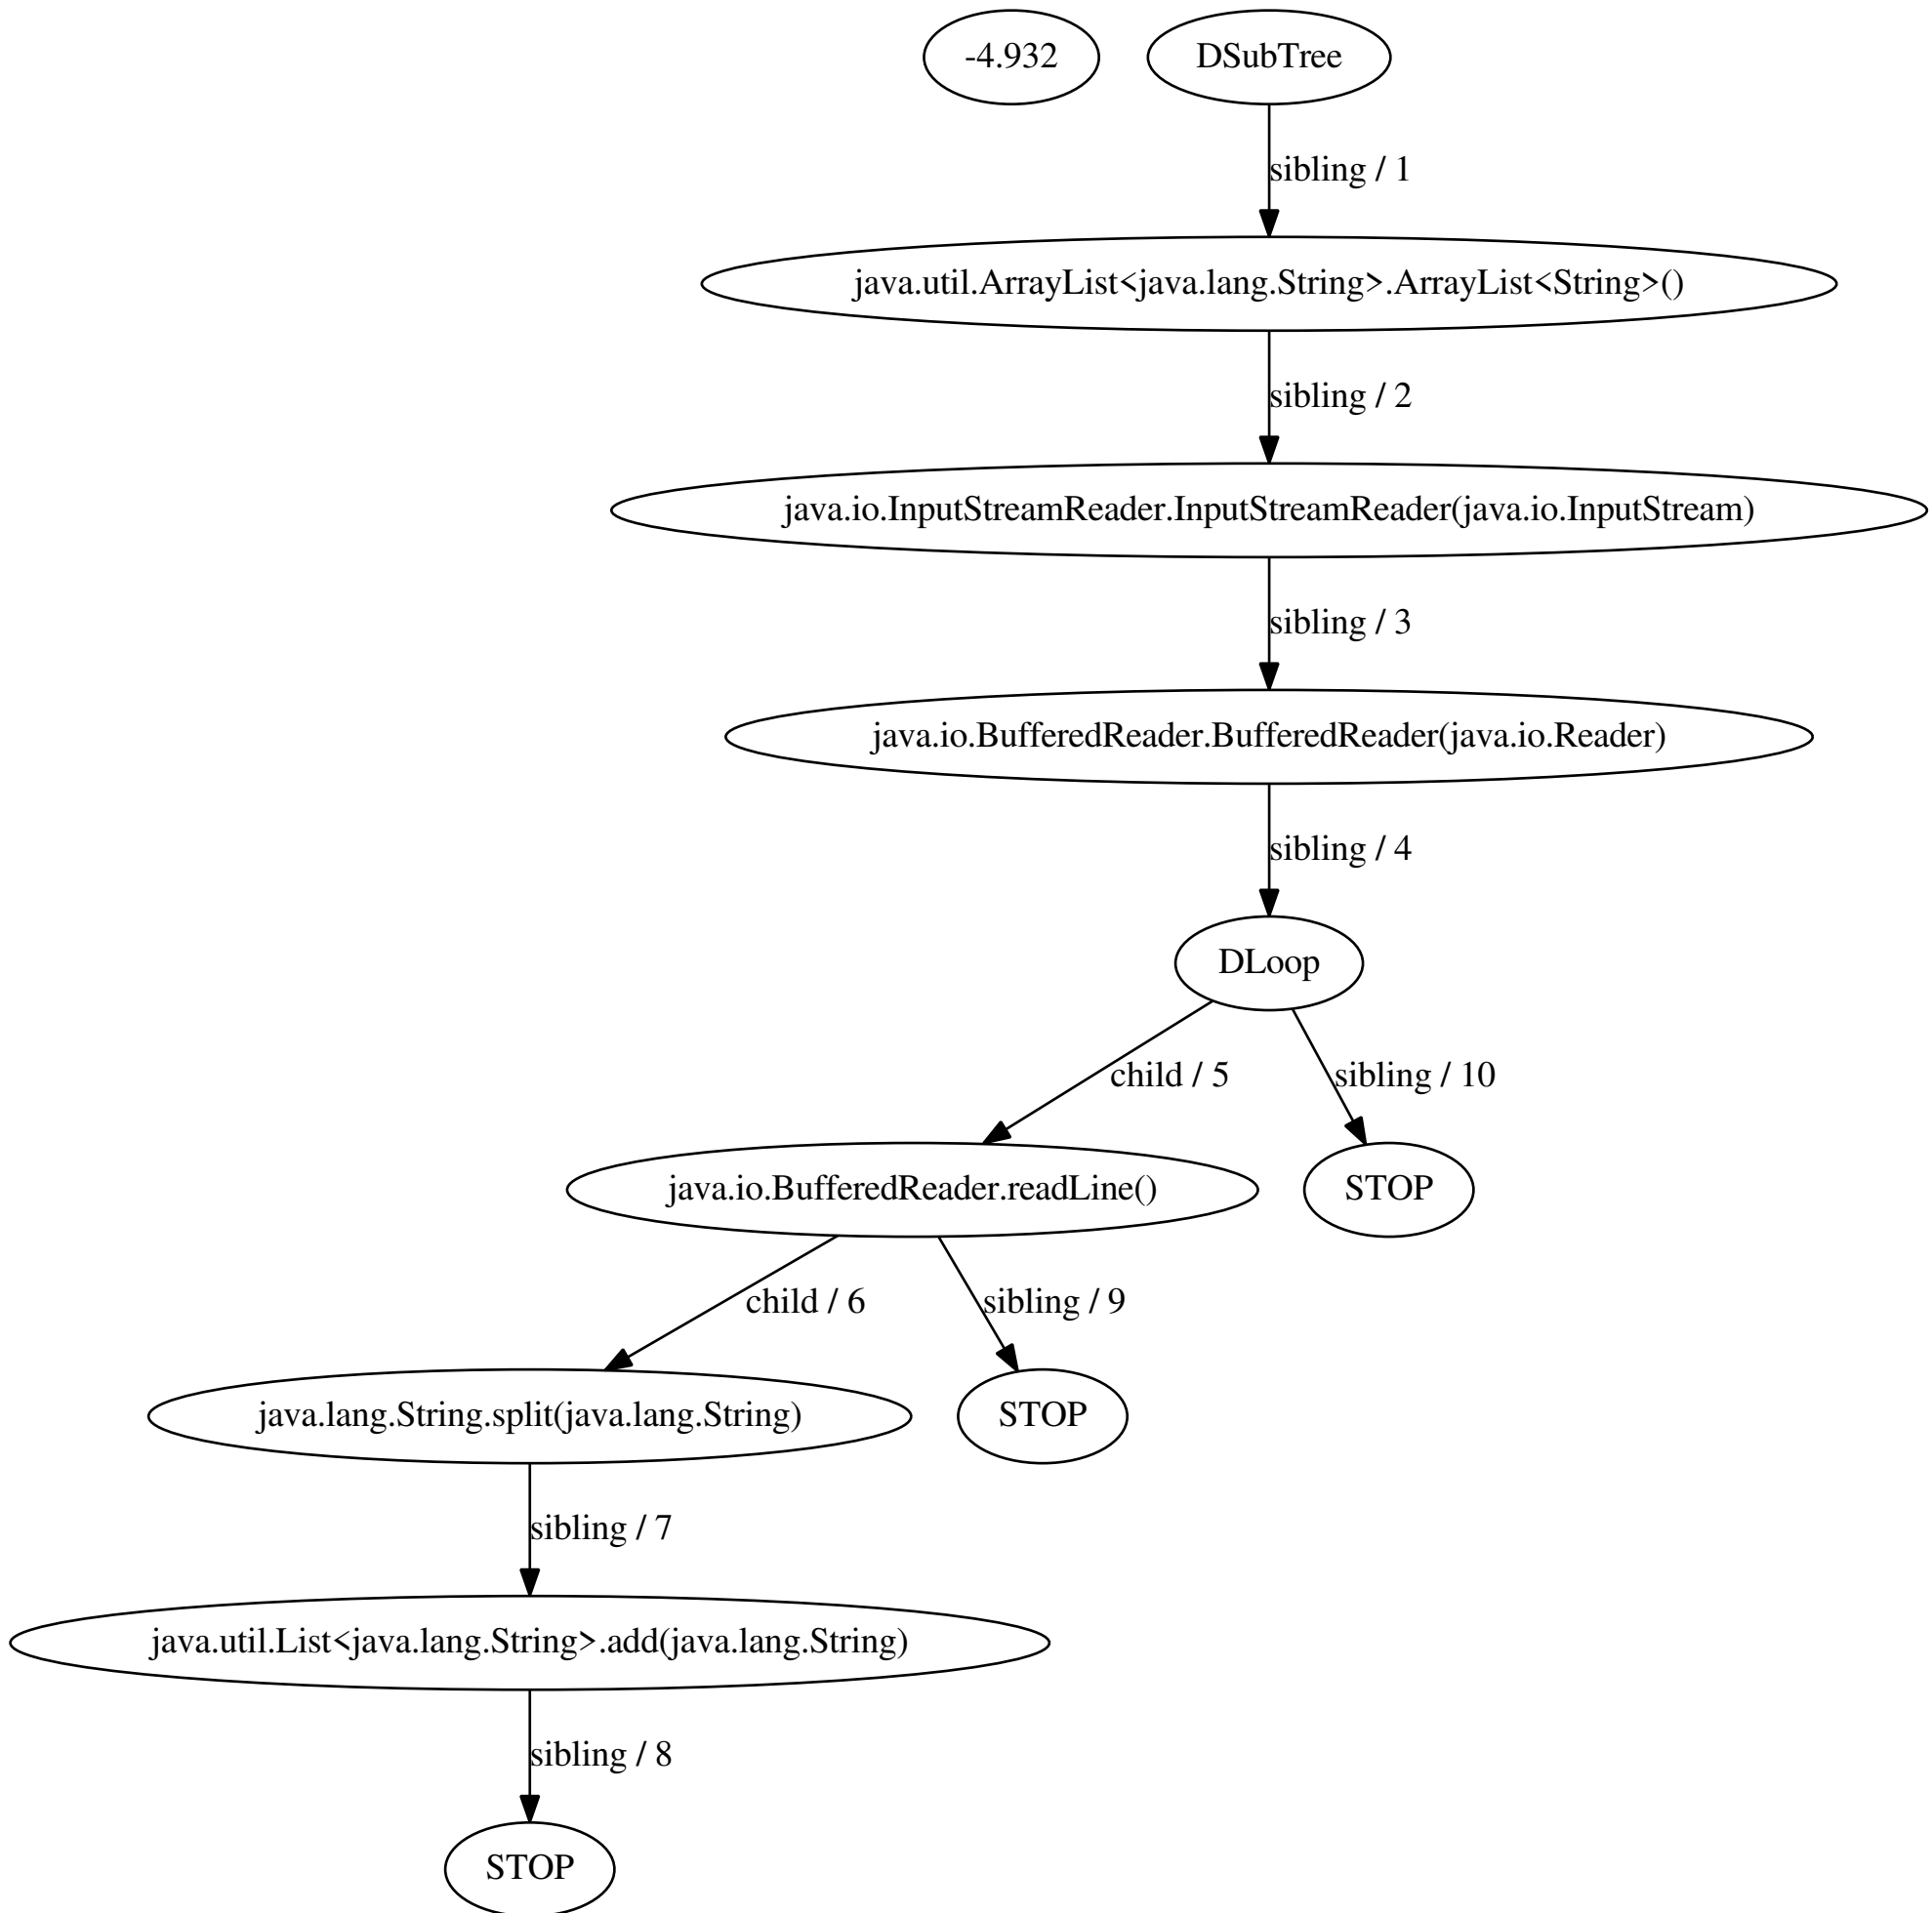 -4.932
DSubTree
sibling / 1
java.util.ArrayList<java.lang.String>.ArrayList<String>()
sibling / 2
java.io.InputStreamReader.InputStreamReader(java.io.InputStream)
sibling / 3
java.io.BufferedReader.BufferedReader(java.io.Reader)
sibling / 4
DLoop
child / 5
sibling / 10
java.io.BufferedReader.readLine()
STOP
child / 6
sibling / 9
java.lang.String.split(java.lang.String)
STOP
sibling / 7
java.util.List<java.lang.String>.add(java.lang.String)
sibling / 8
STOP